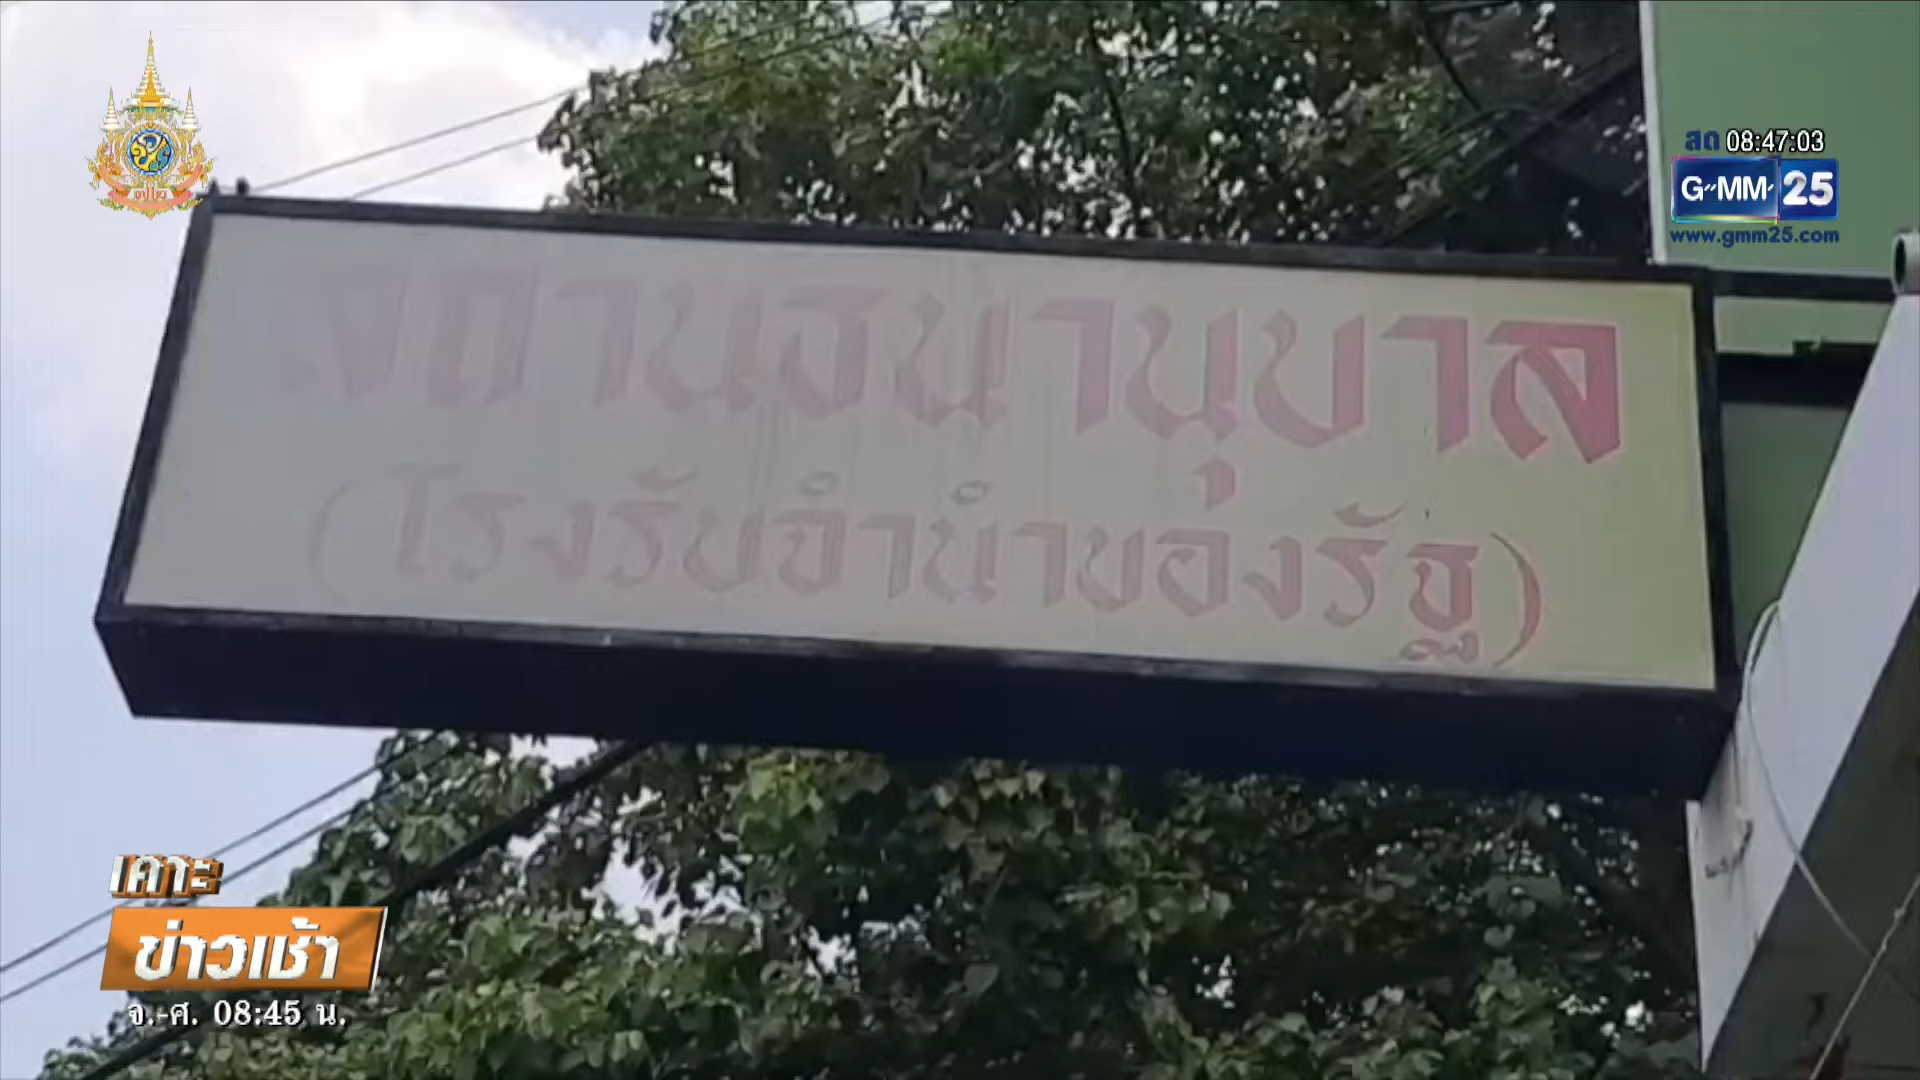 สด 08:47:03
GMM 25
www.gmm25.com
สถานธนานุบาล
(โรงรับจำนำของรัฐ)
เคาะ
ข่าวเช้า
จ.-ศ. 08:45 น.